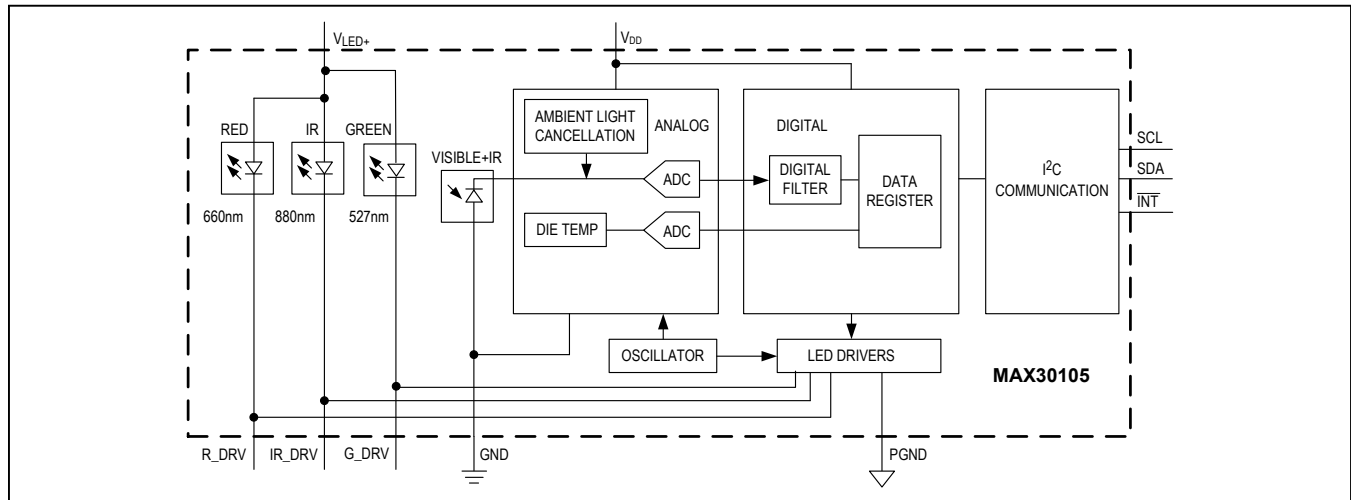 VLED+
VDD
RED
IR
GREEN
660nm
880nm
527nm
VISIBLE+IR
AMBIENT LIGHT
CANCELLATION
ANALOG
ADC
DIE TEMP
ADC
DIGITAL
DIGITAL
FILTER
DATA
REGISTER
I2C
COMMUNICATION
SCL
SDA
INT
OSCILLATOR
LED DRIVERS
MAX30105
R_DRV
IR_DRV
G_DRV
GND
PGND